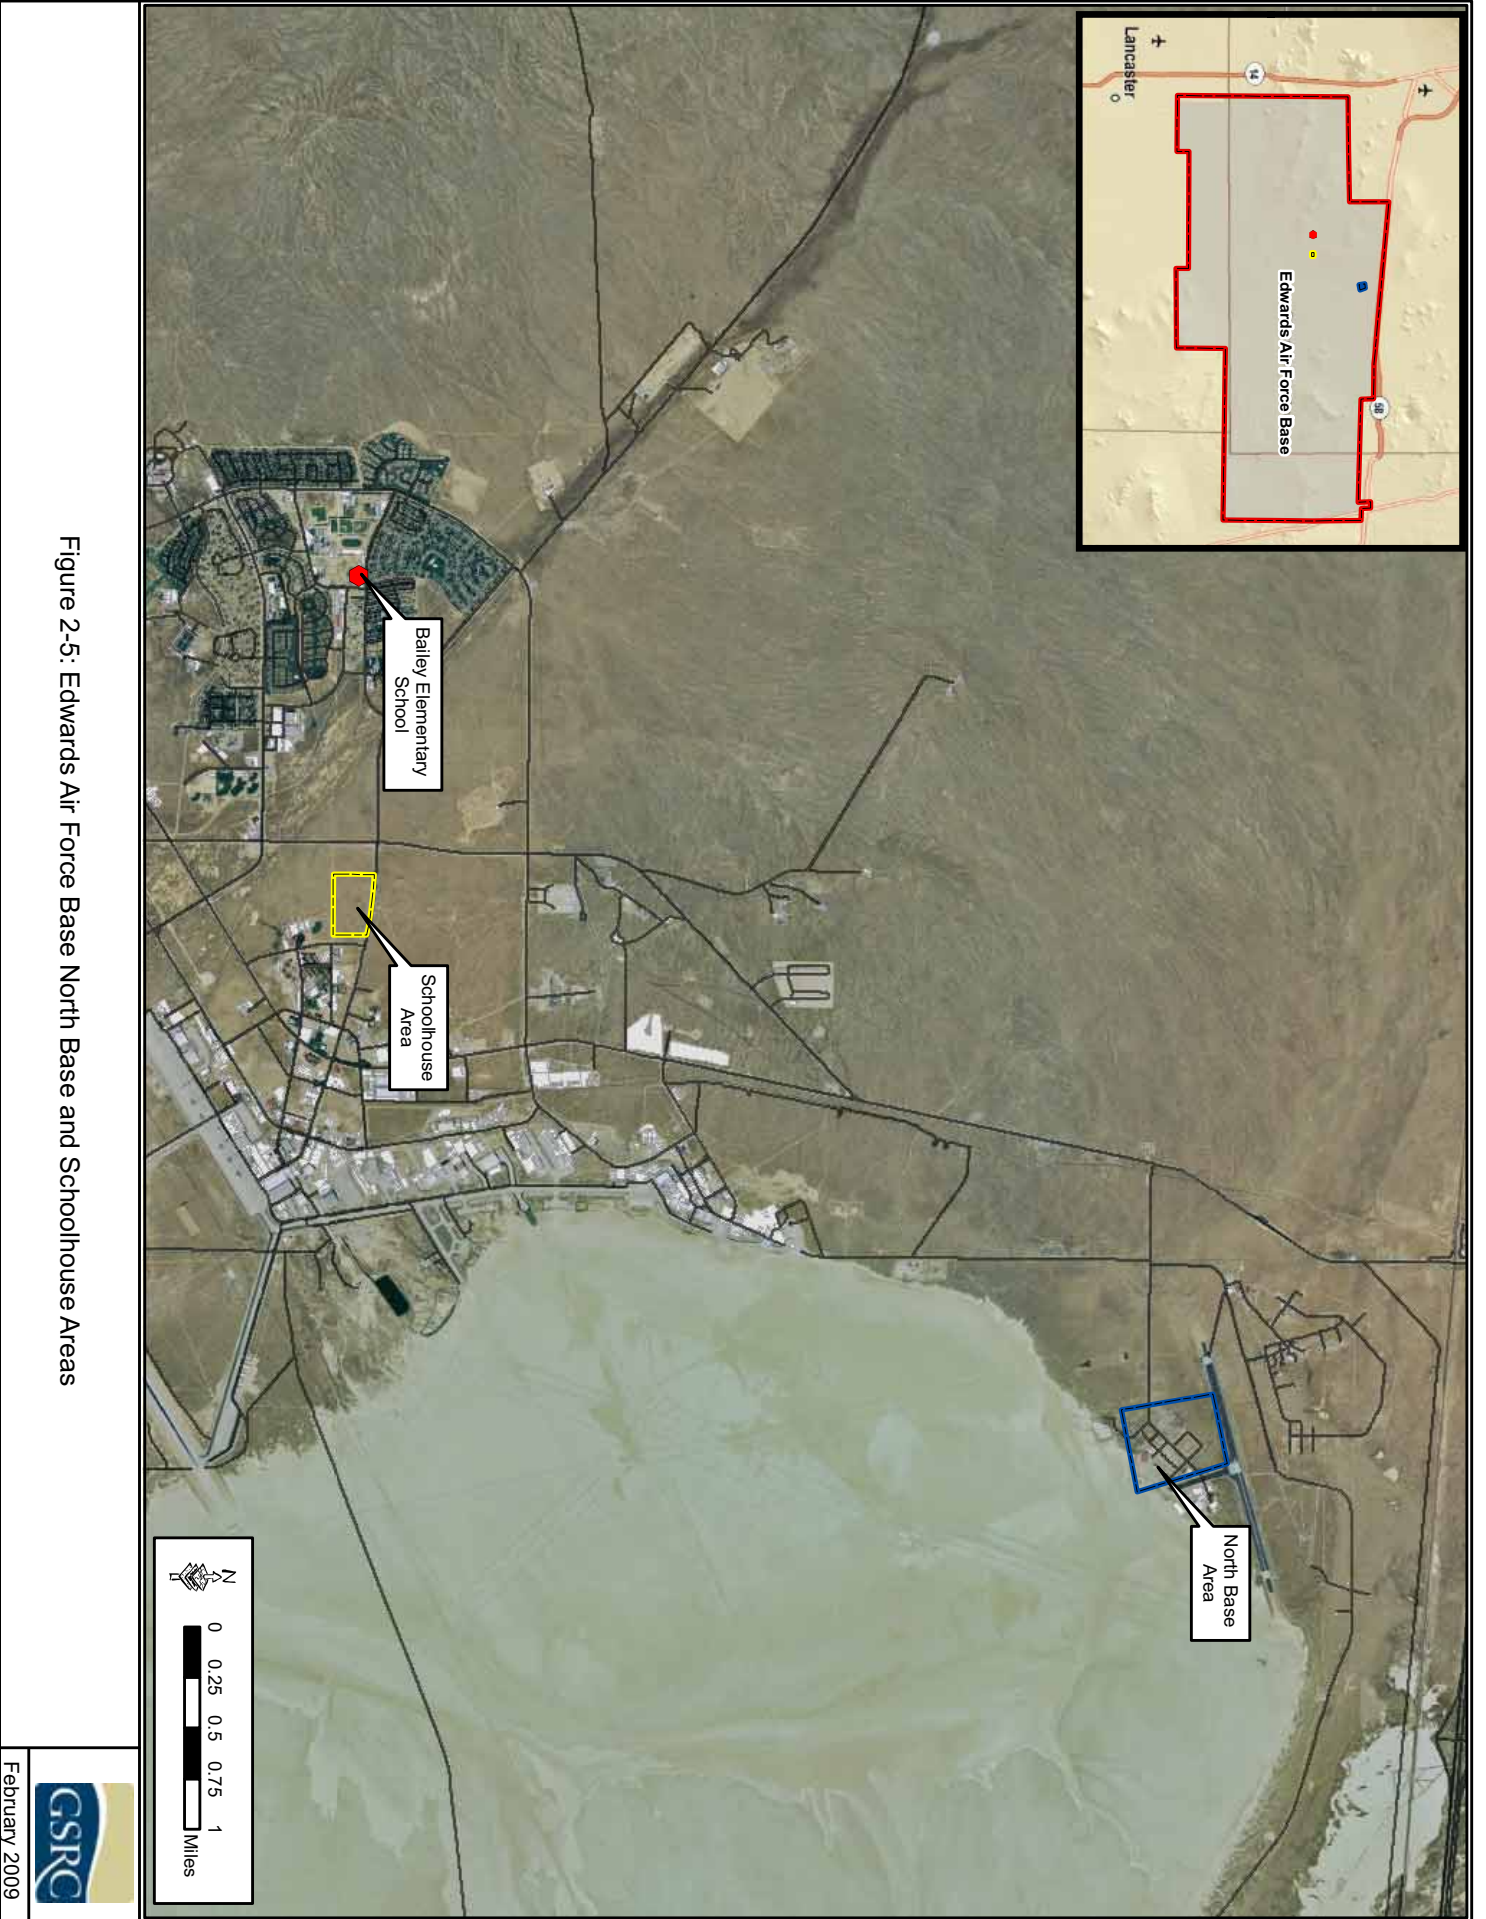 Lancaster
14
58
Edwards Air Force Base
North Base
Area
Bailey Elementary
School
Schoolhouse
Area
N
0 0.25 0.5 0.75 1
Miles
Figure 2-5: Edwards Air Force Base North Base and Schoolhouse Areas
GSRC
February 2009